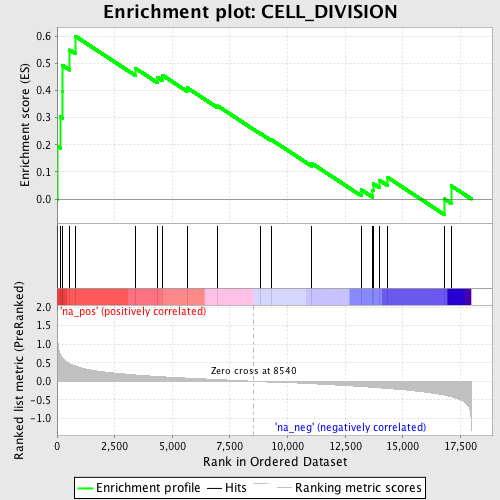 Enrichment plot: CELL_DIVISION
Enrichment score (ES)
0.6
0.5
0.4
0.3
0.2
0.1
0.0
'na_pos' (positively correlated)
Ranked list metric (PreRanked)
2.0
1.5
1.0
0.5
0.0
-0.5
-1.0
Zero cross at 8540
'na_neg' (negatively correlated)
0 2,500 5,000 7,500 10,000 12,500 15,000 17,500
Rank in Ordered Dataset
Enrichment profile Hits Ranking metric scores